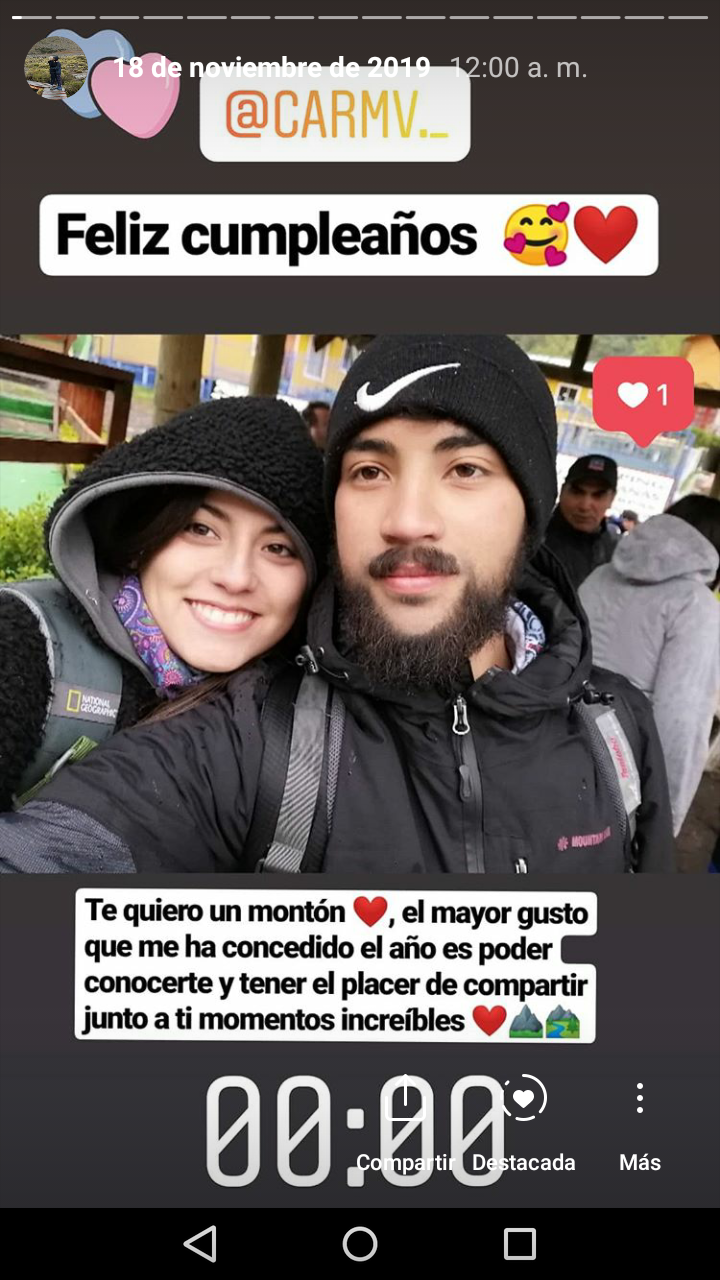 18 de noviembre de 2019 12:00 a. m.
@CARMV._
Feliz cumpleaños 🥰❤️
1
NATIONAL
GEOGRAPHIC
Te quiero un montón ❤️, el mayor gusto
que me ha concedido el año es poder
conocerte y tener el placer de compartir
junto a ti momentos increíbles ❤️⛰️🏞️
00:00
Compartir Destacada Más